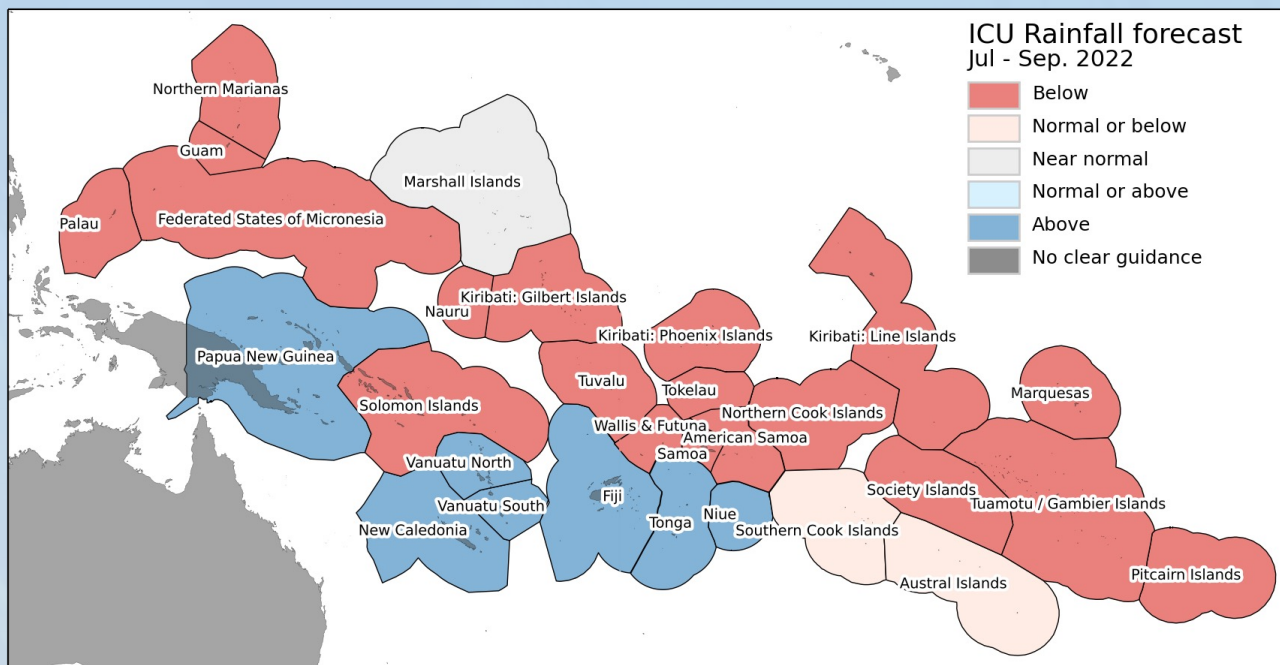 ICU Rainfall forecast
Jul - Sep. 2022
Below
Normal or below
Near normal
Normal or above
Above
No clear guidance
Northern Marianas
Guam
Marshall Islands
Palau
Federated States of Micronesia
Nauru
Kiribati: Gilbert Islands
Kiribati: Phoenix Islands
Kiribati: Line Islands
Papua New Guinea
Tuvalu
Tokelau
Marquesas
Solomon Islands
Northern Cook Islands
Wallis & Futuna
American Samoa
Samoa
Vanuatu North
Society Islands
Fiji
Vanuatu South
Tuamotu / Gambier Islands
Niue
Tonga
New Caledonia
Southern Cook Islands
Pitcairn Islands
Austral Islands